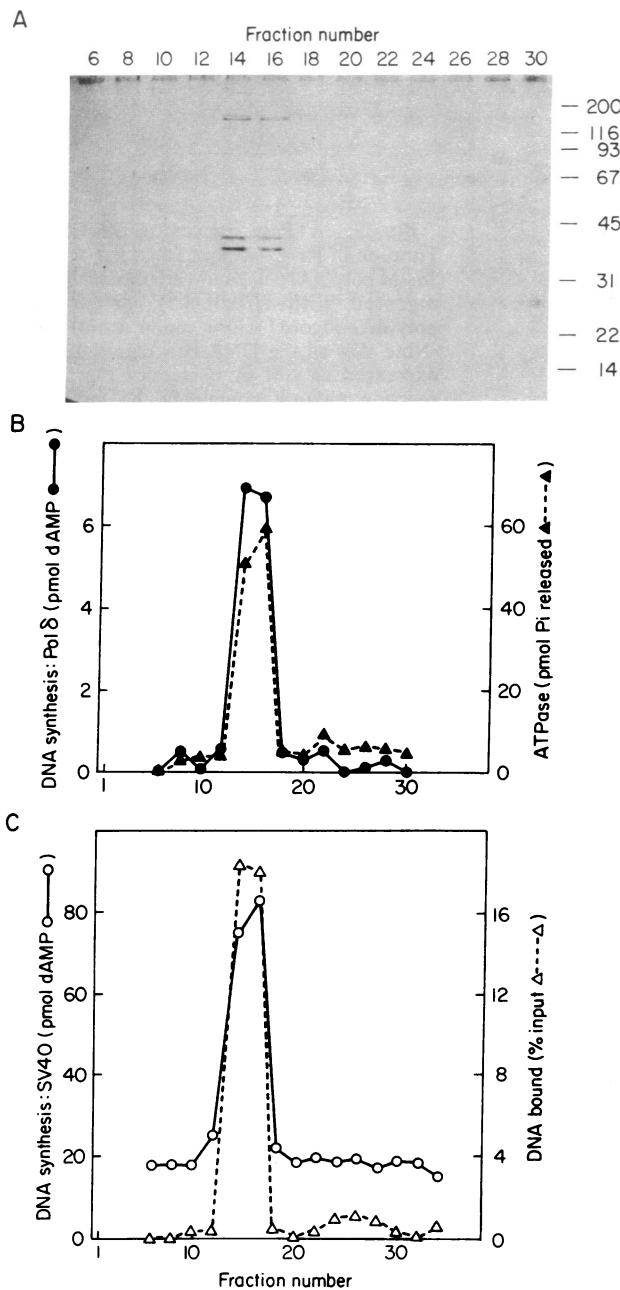 A
Fraction number
6 8 10 12 14 16 18 20 22 24 26 28 30
200
116
93
67
45
31
22
14
B
DNA synthesis: Pol δ (pmol dAMP ●—●)
6
4
2
0
ATPase (pmol Pi released ▲----▲)
60
40
20
0
1 10 20 30
C
DNA synthesis: SV40 (pmol dAMP ○—○)
80
60
40
20
0
DNA bound (% input △----△)
16
12
8
4
0
1 10 20 30
Fraction number